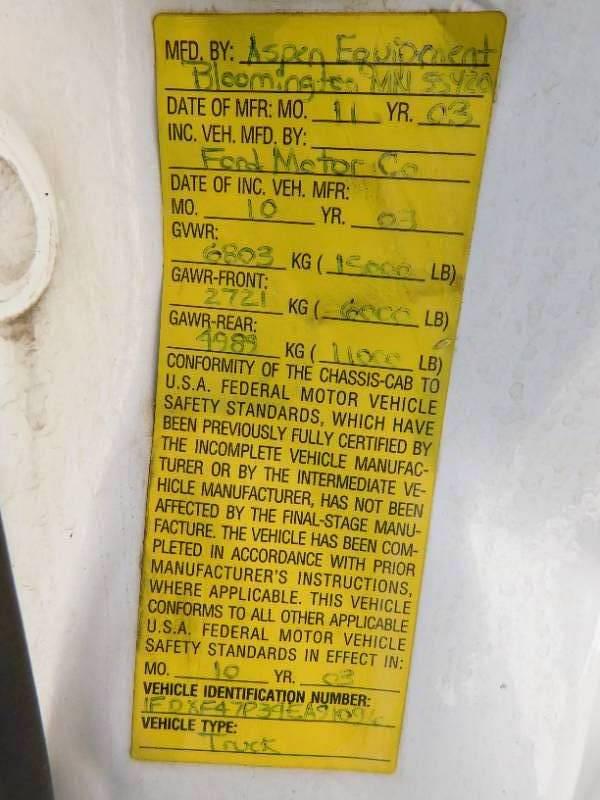 MFD. BY: Aspen Equipment
Bloomington MN 55420
DATE OF MFR: MO. 11 YR. 03
INC. VEH. MFD. BY:
Ford Motor Co
DATE OF INC. VEH. MFR:
MO. 10 YR. 03
GVWR:
6803 KG ( 15000 LB)
GAWR-FRONT:
2721 KG ( 6000 LB)
GAWR-REAR:
4989 KG ( 11000 LB)
CONFORMITY OF THE CHASSIS-CAB TO
U.S.A. FEDERAL MOTOR VEHICLE
SAFETY STANDARDS, WHICH HAVE
BEEN PREVIOUSLY FULLY CERTIFIED BY
THE INCOMPLETE VEHICLE MANUFAC-
TURER OR BY THE INTERMEDIATE VE-
HICLE MANUFACTURER, HAS NOT BEEN
AFFECTED BY THE FINAL-STAGE MANU-
FACTURE. THE VEHICLE HAS BEEN COM-
PLETED IN ACCORDANCE WITH PRIOR
MANUFACTURER'S INSTRUCTIONS,
WHERE APPLICABLE. THIS VEHICLE
CONFORMS TO ALL OTHER APPLICABLE
U.S.A. FEDERAL MOTOR VEHICLE
SAFETY STANDARDS IN EFFECT IN:
MO. 10 YR. 03
VEHICLE IDENTIFICATION NUMBER:
VEHICLE TYPE:
Truck